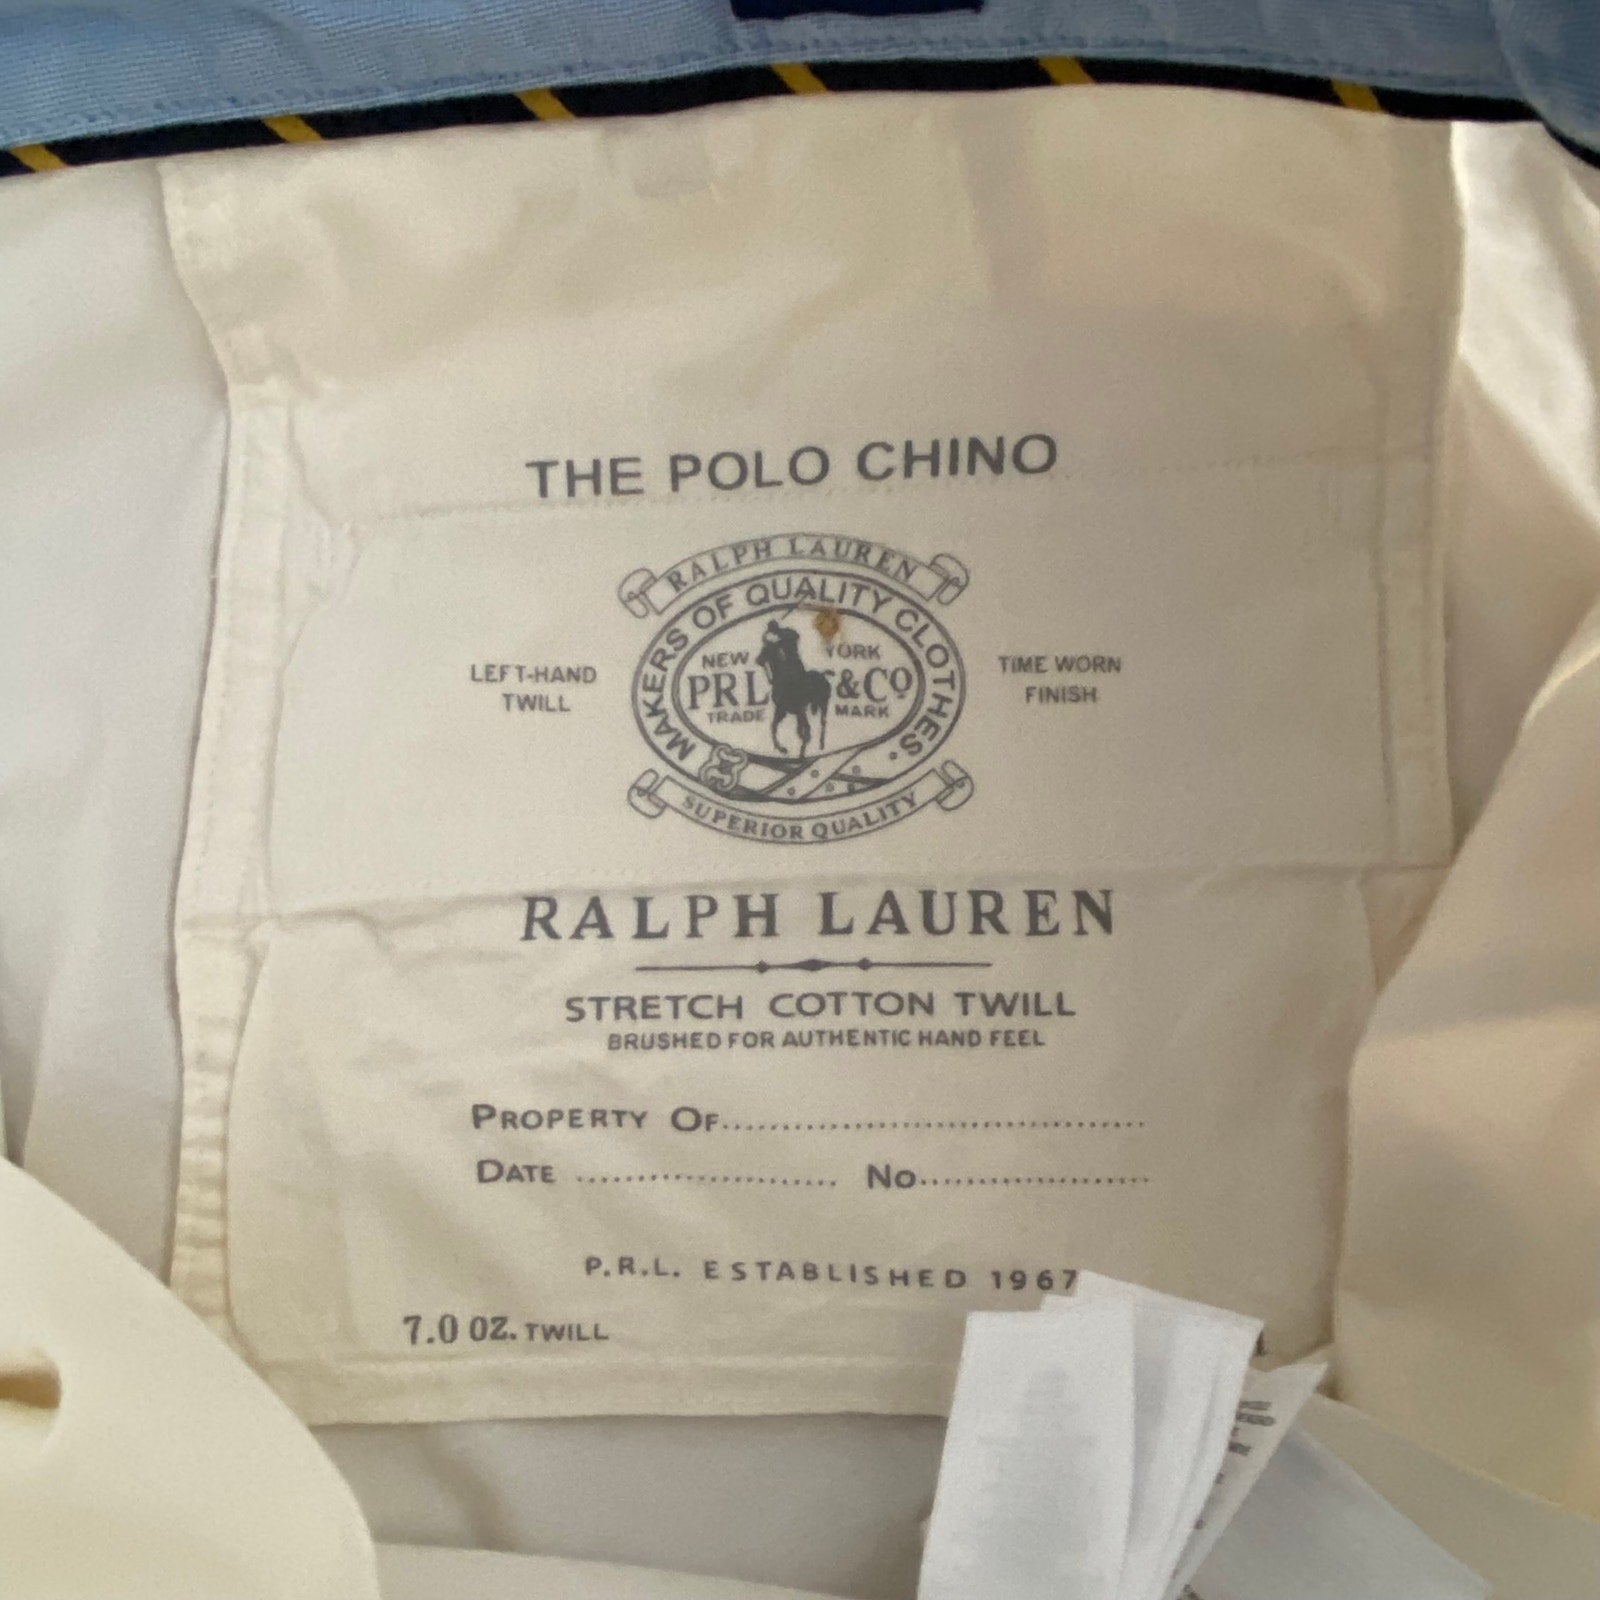 THE POLO CHINO
RALPH LAUREN
MAKERS OF QUALITY CLOTHES.
LEFT-HAND
TWILL
NEW YORK
PRL &CO
TRADE MARK
TIME WORN
FINISH
SUPERIOR QUALITY
RALPH LAUREN
STRETCH COTTON TWILL
BRUSHED FOR AUTHENTIC HAND FEEL
PROPERTY OF..........................................
DATE .......................... NO.......................
P.R.L. ESTABLISHED 1967
7.0 OZ. TWILL